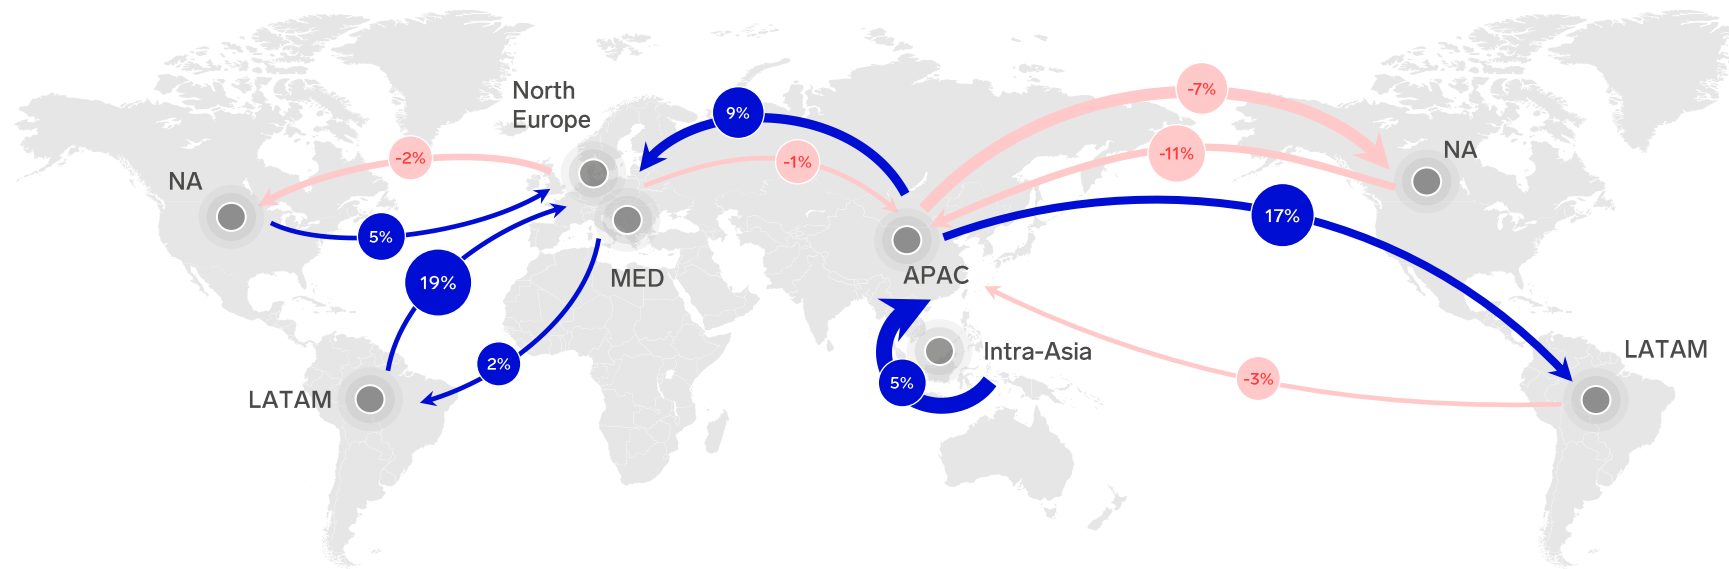 North
Europe
-7%
9%
-2%
-1%
-11%
NA
NA
5%
17%
19%
MED
APAC
2%
Intra-Asia
LATAM
5%
-3%
LATAM